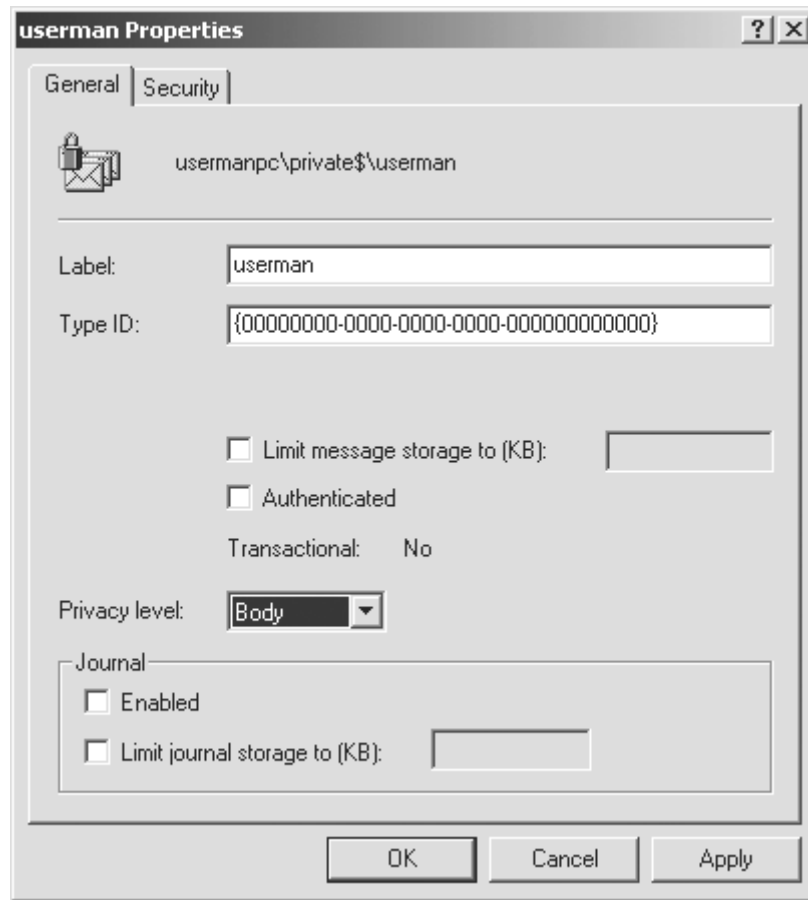 userman Properties
General Security
usermanpc\private$\userman
Label: userman
Type ID: {00000000-0000-0000-0000-000000000000}
Limit message storage to (KB):
Authenticated
Transactional: No
Privacy level: Body
Journal
Enabled
Limit journal storage to (KB):
OK Cancel Apply